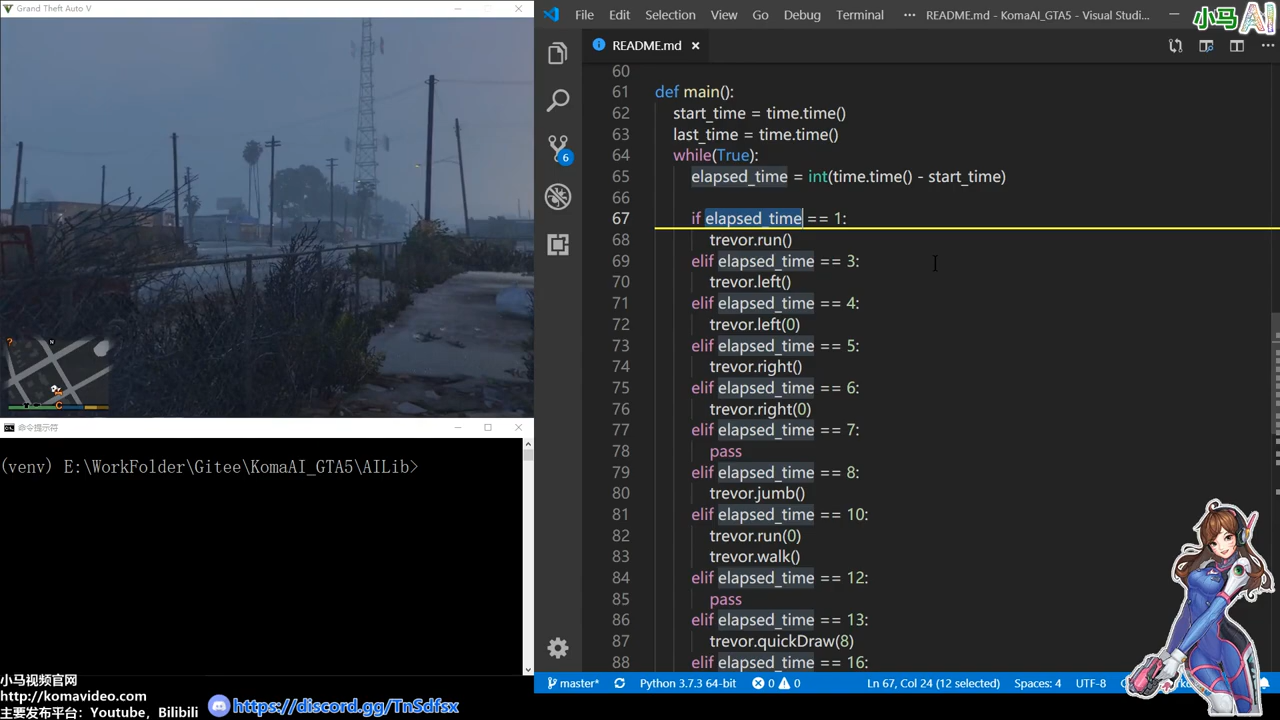 Grand Theft Auto V
File Edit Selection View Go Debug Terminal ··· README.md - KomaAI_GTA5 - Visual Studi...
小马AI
README.md
60
61 def main():
62 start_time = time.time()
63 last_time = time.time()
64 while(True):
65 elapsed_time = int(time.time() - start_time)
66
67 if elapsed_time == 1:
68 trevor.run()
69 elif elapsed_time == 3:
70 trevor.left()
71 elif elapsed_time == 4:
72 trevor.left(0)
73 elif elapsed_time == 5:
74 trevor.right()
75 elif elapsed_time == 6:
76 trevor.right(0)
77 elif elapsed_time == 7:
78 pass
79 elif elapsed_time == 8:
80 trevor.jumb()
81 elif elapsed_time == 10:
82 trevor.run(0)
83 trevor.walk()
84 elif elapsed_time == 12:
85 pass
86 elif elapsed_time == 13:
87 trevor.quickDraw(8)
88 elif elapsed_time == 16:
6
N
?
命令提示符
(venv) E:\WorkFolder\Gitee\KomaAI_GTA5\AILib>
master* Python 3.7.3 64-bit 0 0 Ln 67, Col 24 (12 selected) Spaces: 4 UTF-8
小马视频官网
http://komavideo.com
主要发布平台：Youtube，Bilibili
https://discord.gg/TnSdfsx